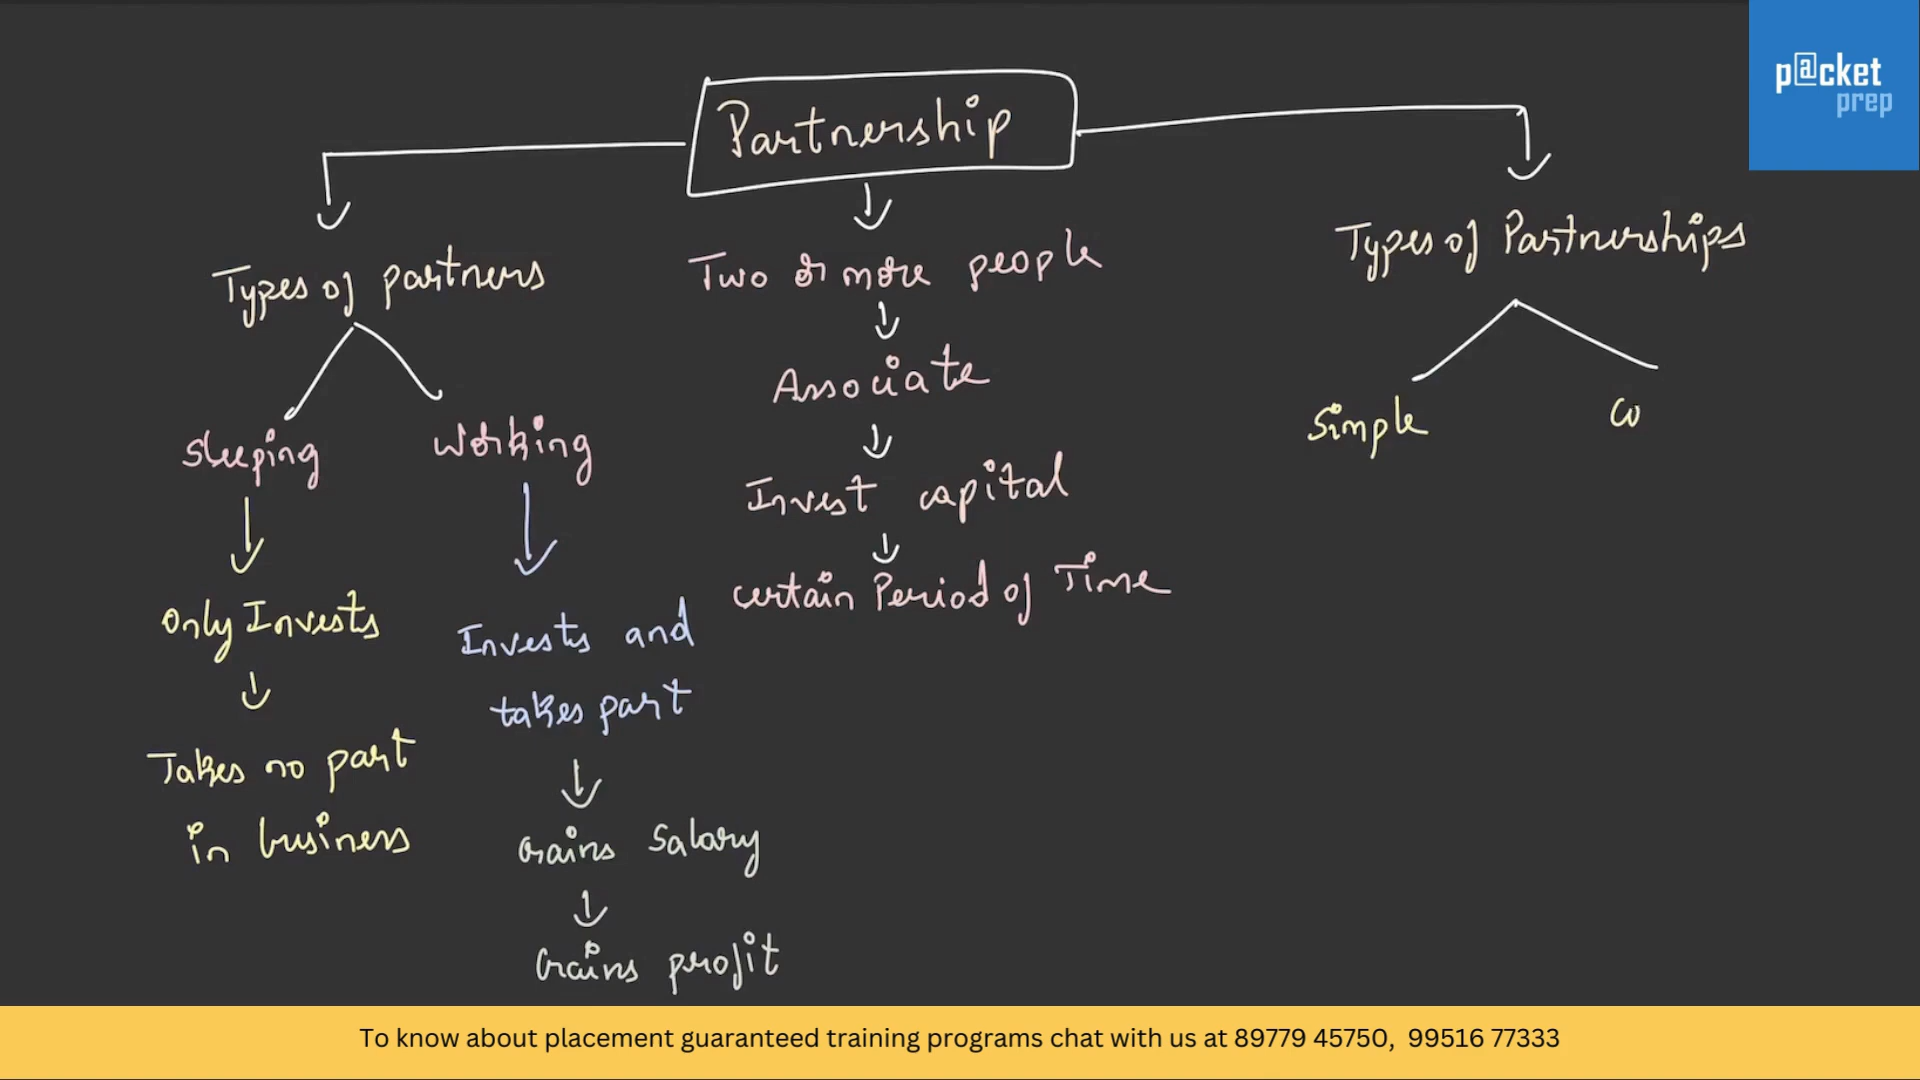 p@cket
prep
Partnership
Types of partners
Sleeping
Working
Only Invests
Takes no part
in business
Invests and
takes part
Gains Salary
Gains profit
Two or more people
Associate
Invest capital
certain Period of Time
Types of Partnerships
Simple
Co
To know about placement guaranteed training programs chat with us at 89779 45750, 99516 77333